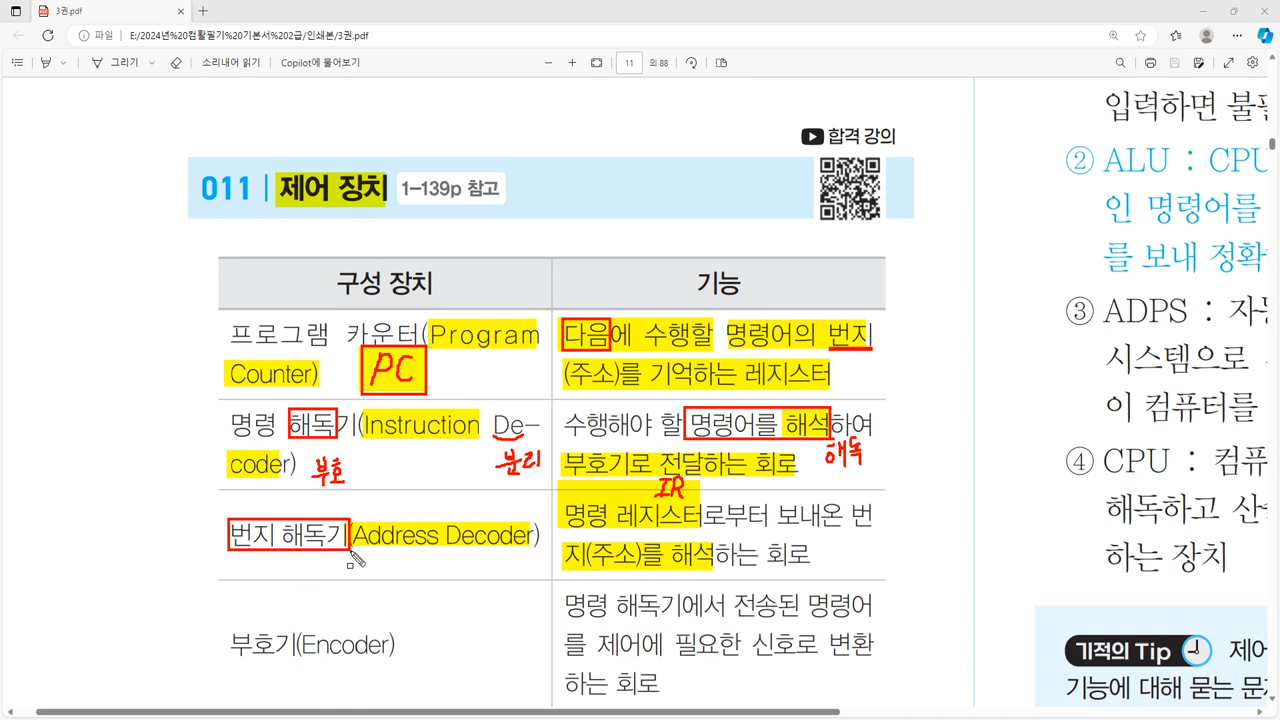 3권.pdf
파일 E:/2024년%20컴활필기%20기본서%202급/인쇄본/3권.pdf
그리기 소리내어 읽기 Copilot에 물어보기 11 의 88
합격 강의
011 제어 장치 1-139p 참고
구성 장치 기능
프로그램 카운터(Program
Counter)
PC
다음에 수행할 명령어의 번지
(주소)를 기억하는 레지스터
명령 해독기(Instruction De-
coder)
부호
분리
수행해야 할 명령어를 해석하여
부호기로 전달하는 회로
해독
IR
번지 해독기(Address Decoder)
명령 레지스터로부터 보내온 번
지(주소)를 해석하는 회로
부호기(Encoder)
명령 해독기에서 전송된 명령어
를 제어에 필요한 신호로 변환
하는 회로
입력하면
② ALU : CPU
인 명령어를
를 보내 정확
③ ADPS :
시스템으로
이 컴퓨터를
④ CPU : 컴퓨
해독하고
하는 장치
기적의 Tip 제어
기능에 대해 묻는